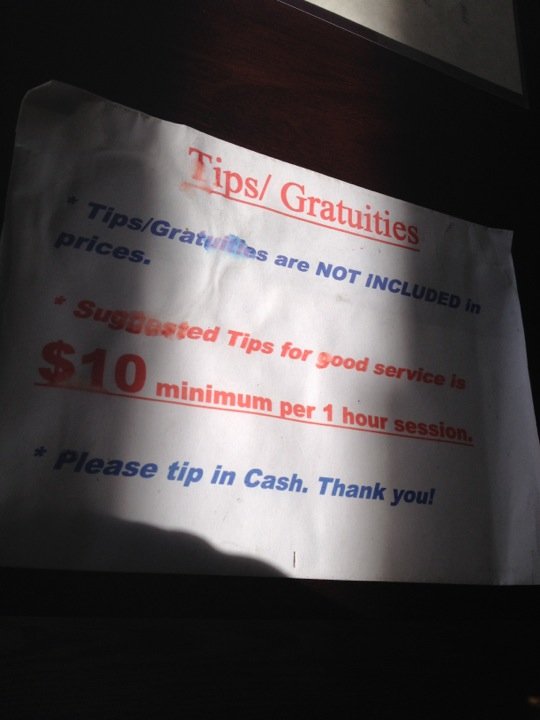 Tips/ Gratuities
* Tips/Gratuities are NOT INCLUDED in
prices.
* Suggested Tips for good service is
$10 minimum per 1 hour session.
* Please tip in Cash. Thank you!